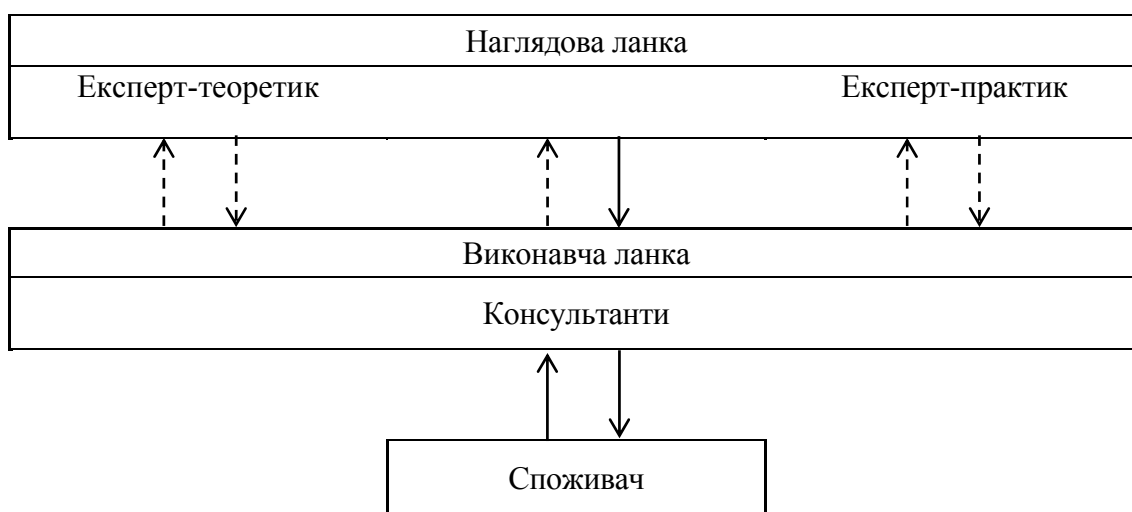 Наглядова ланка
Експерт-теоретик Експерт-практик
Виконавча ланка
Консультанти
Споживач